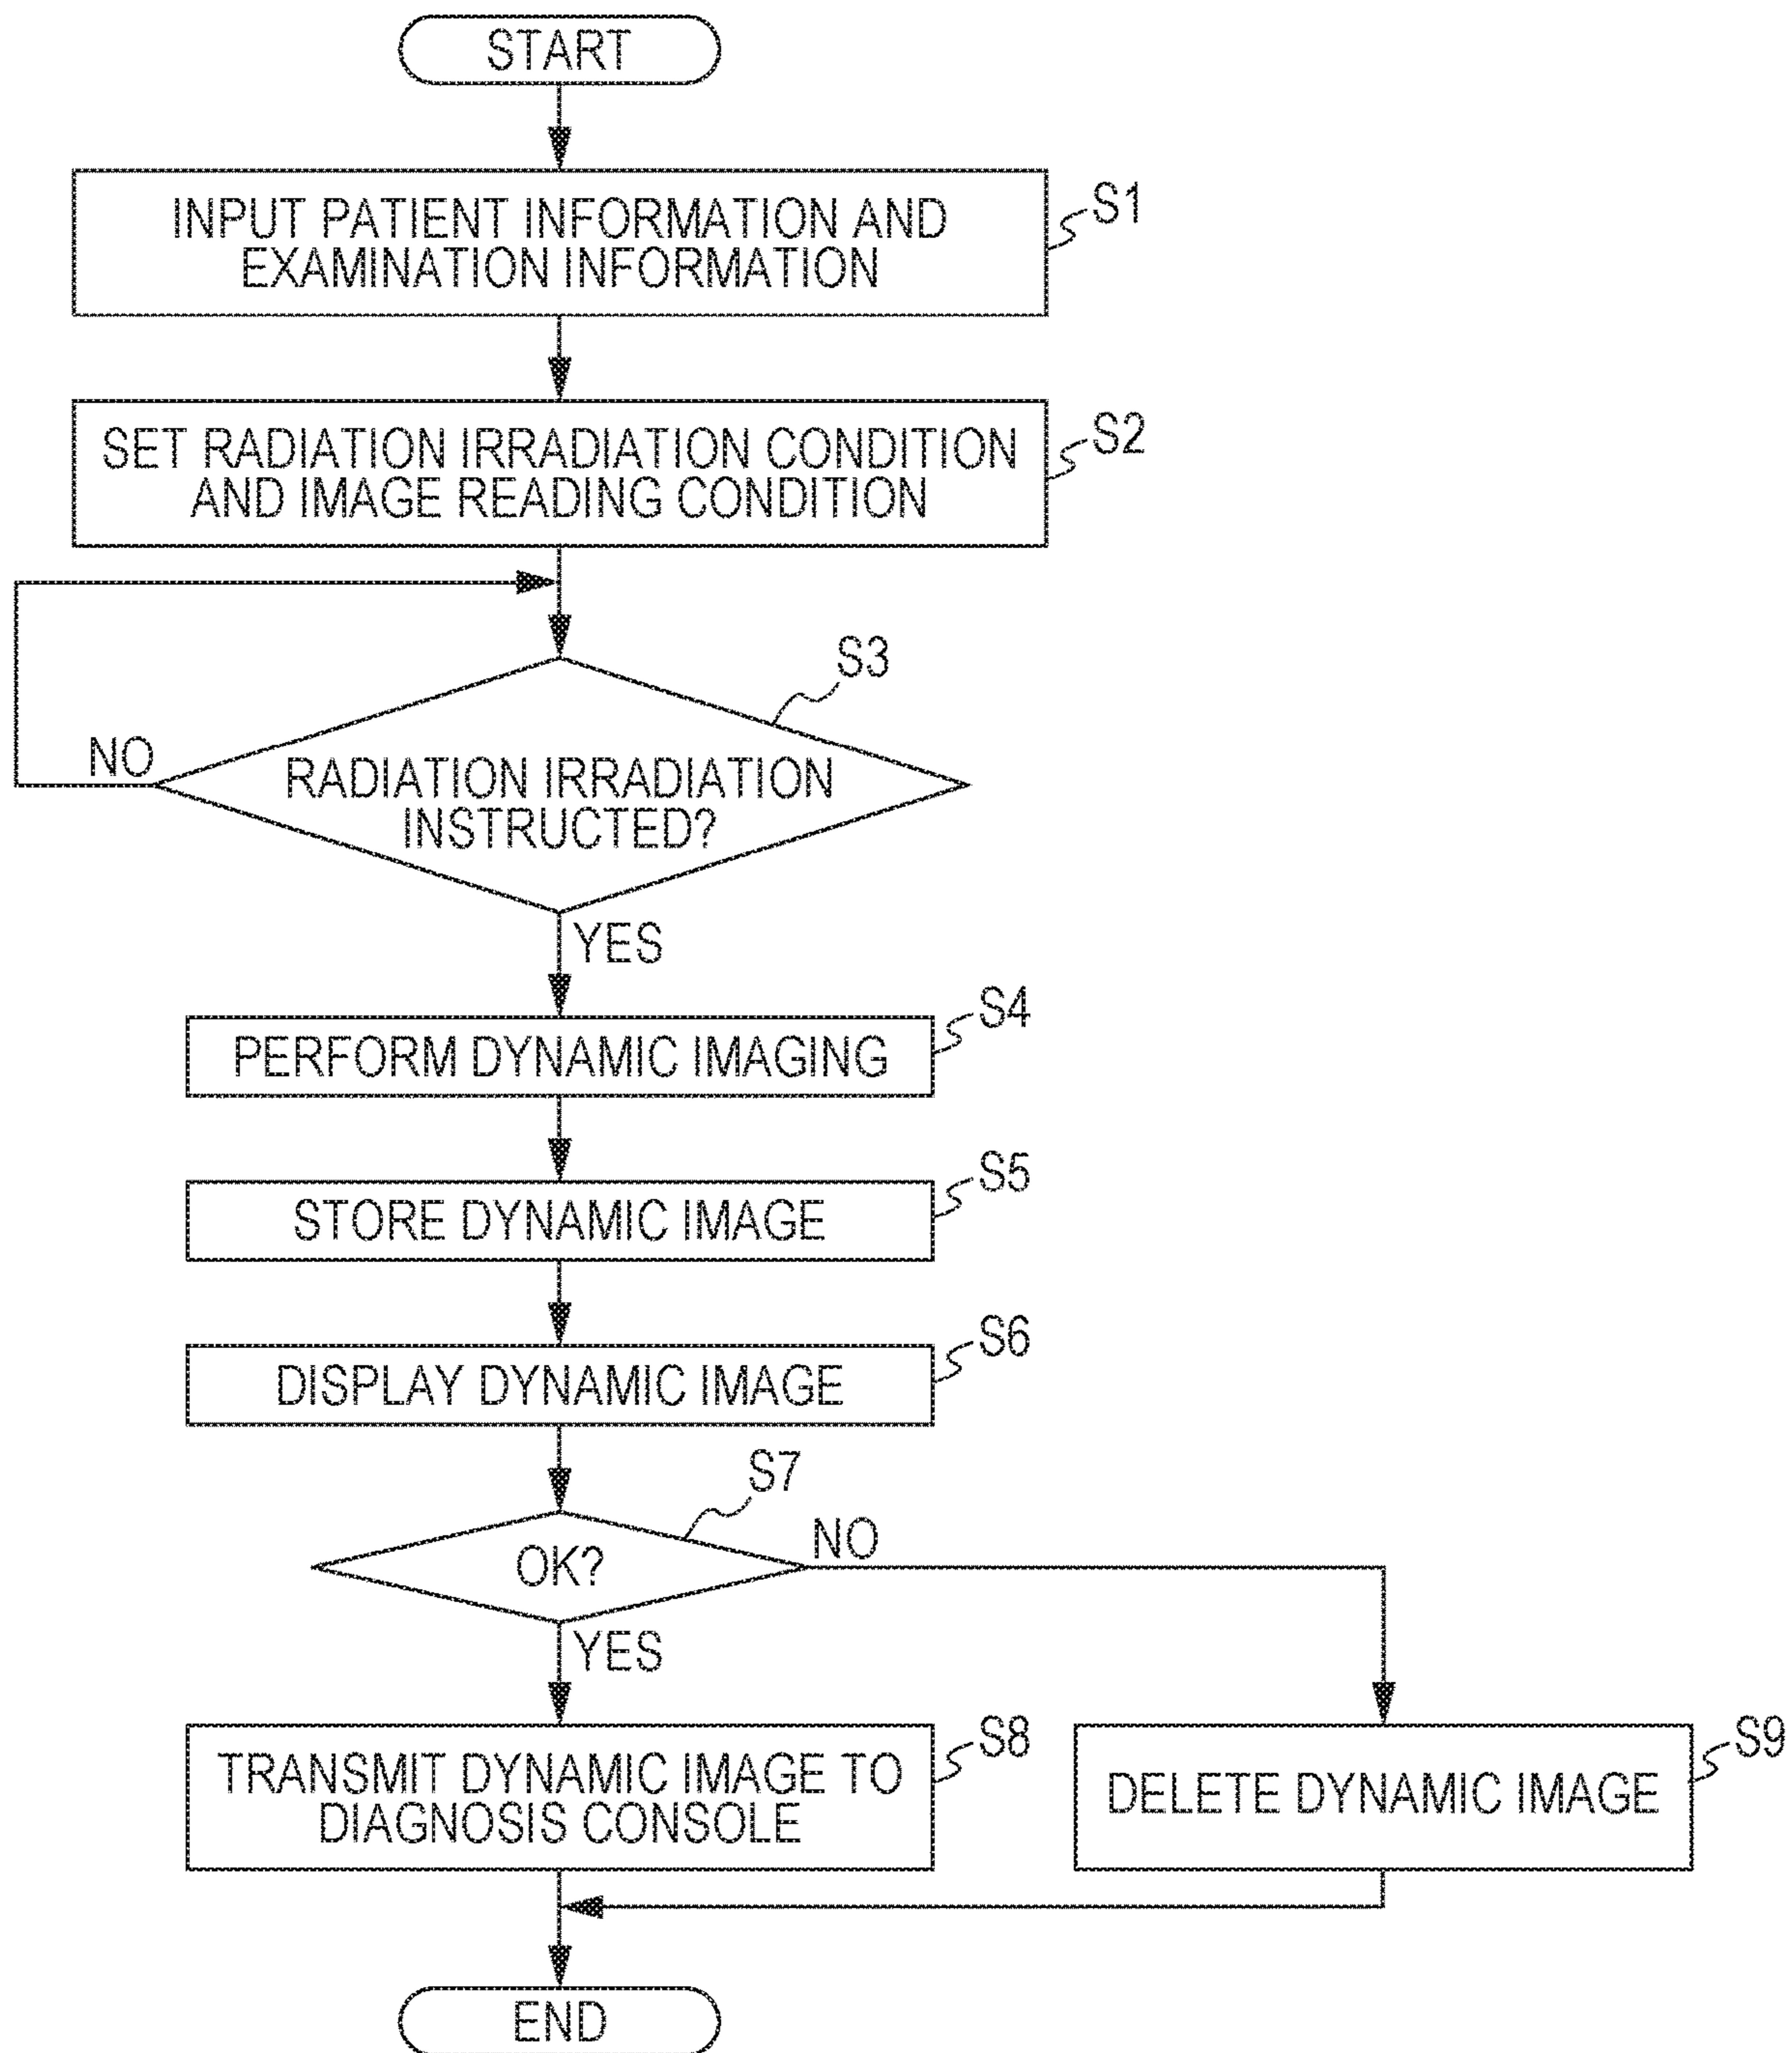 START
INPUT PATIENT INFORMATION AND
EXAMINATION INFORMATION
S1
SET RADIATION IRRADIATION CONDITION
AND IMAGE READING CONDITION
S2
S3
NO
RADIATION IRRADIATION
INSTRUCTED?
YES
S4
PERFORM DYNAMIC IMAGING
S5
STORE DYNAMIC IMAGE
S6
DISPLAY DYNAMIC IMAGE
S7
OK?
NO
YES
TRANSMIT DYNAMIC IMAGE TO
DIAGNOSIS CONSOLE
S8
DELETE DYNAMIC IMAGE
S9
END